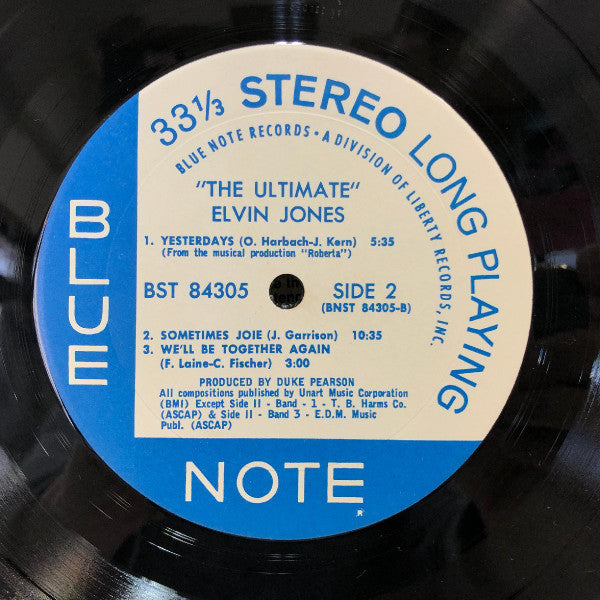 33 1/3 STEREO LONG PLAYING
BLUE NOTE RECORDS • A DIVISION OF LIBERTY RECORDS, INC.
"THE ULTIMATE"
ELVIN JONES
1. YESTERDAYS (O. Harbach-J. Kern) 5:35
(From the musical production "Roberta")
BST 84305
SIDE 2
(BNST 84305-B)
2. SOMETIMES JOIE (J. Garrison) 10:35
3. WE'LL BE TOGETHER AGAIN
(F. Laine-C. Fischer) 3:00
PRODUCED BY DUKE PEARSON
All compositions published by Unart Music Corporation
(BMI) Except Side II - Band - 1 - T. B. Harms Co.
(ASCAP) & Side II - Band 3 - E.D.M. Music
Publ. (ASCAP)
BLUE
NOTE